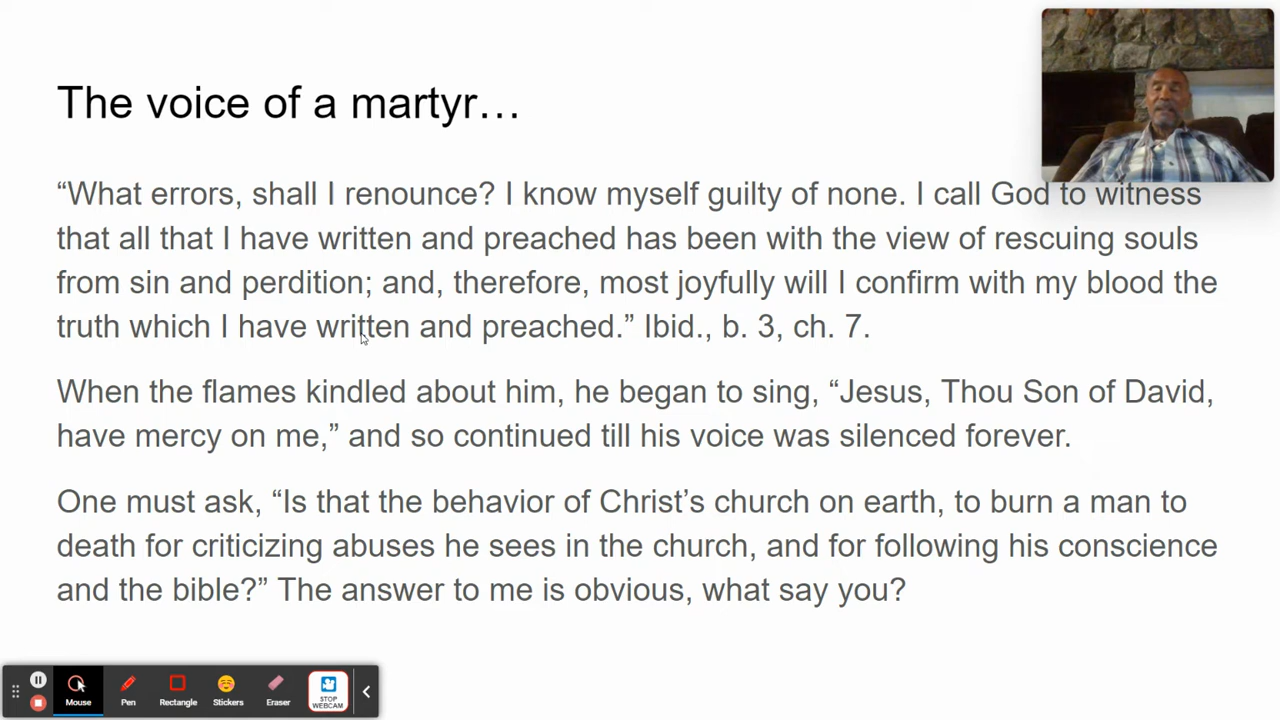 The voice of a martyr…
“What errors, shall I renounce? I know myself guilty of none. I call God to witness
that all that I have written and preached has been with the view of rescuing souls
from sin and perdition; and, therefore, most joyfully will I confirm with my blood the
truth which I have written and preached.” Ibid., b. 3, ch. 7.
When the flames kindled about him, he began to sing, “Jesus, Thou Son of David,
have mercy on me,” and so continued till his voice was silenced forever.
One must ask, “Is that the behavior of Christ’s church on earth, to burn a man to
death for criticizing abuses he sees in the church, and for following his conscience
and the bible?” The answer to me is obvious, what say you?
Mouse
Pen
Rectangle
Stickers
Eraser
STOP
WEBCAM